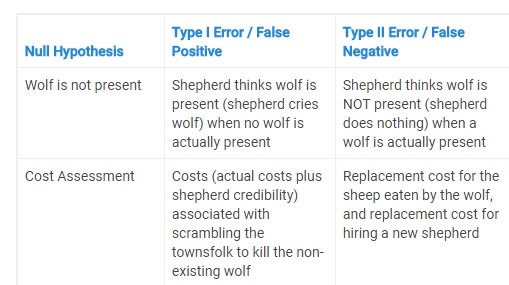 Null Hypothesis
Type I Error / False
Positive
Type II Error / False
Negative
Wolf is not present
Shepherd thinks wolf is
present (shepherd cries
wolf) when no wolf is
actually present
Shepherd thinks wolf is
NOT present (shepherd
does nothing) when a
wolf is actually present
Cost Assessment
Costs (actual costs plus
shepherd credibility)
associated with
scrambling the
townsfolk to kill the non-
existing wolf
Replacement cost for the
sheep eaten by the wolf,
and replacement cost for
hiring a new shepherd